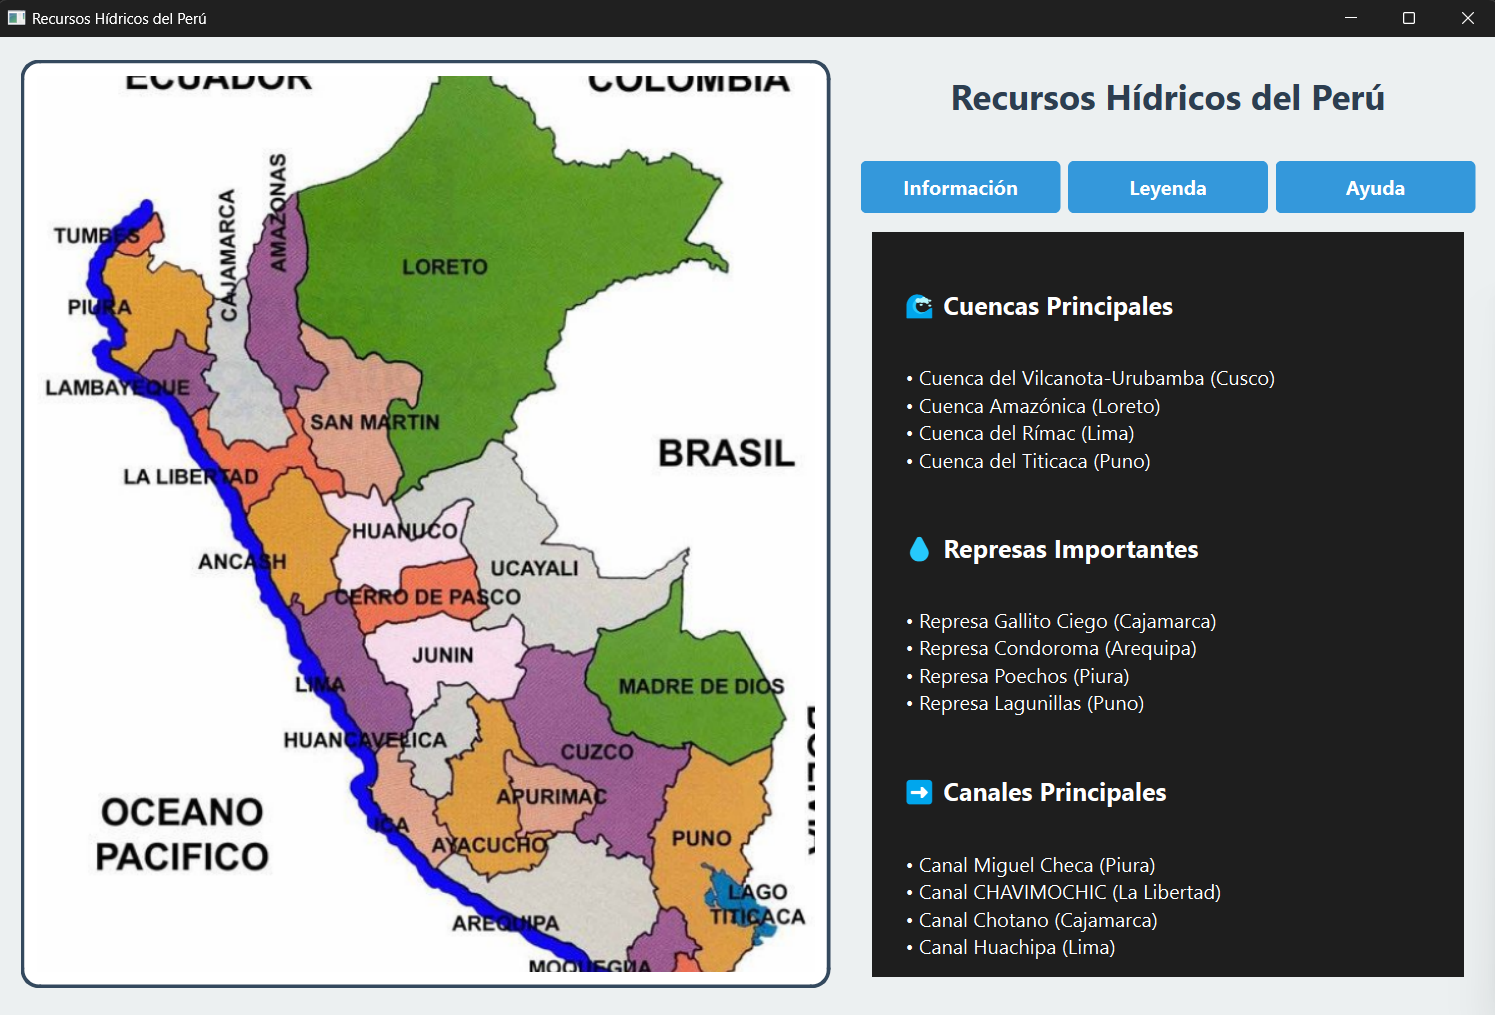 Recursos Hídricos del Perú
ECUADOR
COLOMBIA
AMAZONAS
CAJAMARCA
TUMBES
LORETO
PIURA
LAMBAYEQUE
SAN MARTIN
BRASIL
LA LIBERTAD
HUANUCO
ANCASH
UCAYALI
CERRO DE PASCO
JUNIN
LIMA
MADRE DE DIOS
HUANCAVELICA
CUZCO
BOLIVIA
APURIMAC
OCEANO
PACIFICO
ICA
AYACUCHO
PUNO
LAGO
TITICACA
AREQUIPA
MOQUEGUA
Recursos Hídricos del Perú
Información
Leyenda
Ayuda
Cuencas Principales
• Cuenca del Vilcanota-Urubamba (Cusco)
• Cuenca Amazónica (Loreto)
• Cuenca del Rímac (Lima)
• Cuenca del Titicaca (Puno)
Represas Importantes
• Represa Gallito Ciego (Cajamarca)
• Represa Condoroma (Arequipa)
• Represa Poechos (Piura)
• Represa Lagunillas (Puno)
Canales Principales
• Canal Miguel Checa (Piura)
• Canal CHAVIMOCHIC (La Libertad)
• Canal Chotano (Cajamarca)
• Canal Huachipa (Lima)